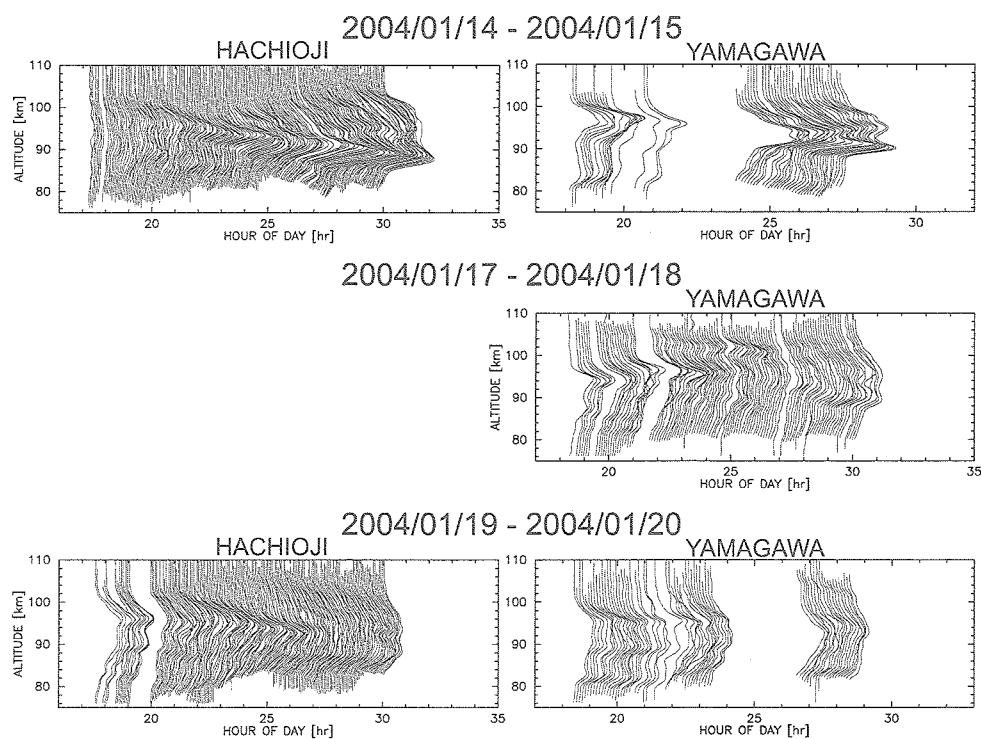 2004/01/14 - 2004/01/15
HACHIOJI
YAMAGAWA
110
100
90
80
ALTITUDE [km]
20 25 30 35
HOUR OF DAY [hr]
110
100
90
80
ALTITUDE [km]
20 25 30
HOUR OF DAY [hr]
2004/01/17 - 2004/01/18
YAMAGAWA
110
100
90
80
ALTITUDE [km]
20 25 30 35
HOUR OF DAY [hr]
2004/01/19 - 2004/01/20
HACHIOJI
YAMAGAWA
110
100
90
80
ALTITUDE [km]
20 25 30 35
HOUR OF DAY [hr]
110
100
90
80
ALTITUDE [km]
20 25 30
HOUR OF DAY [hr]